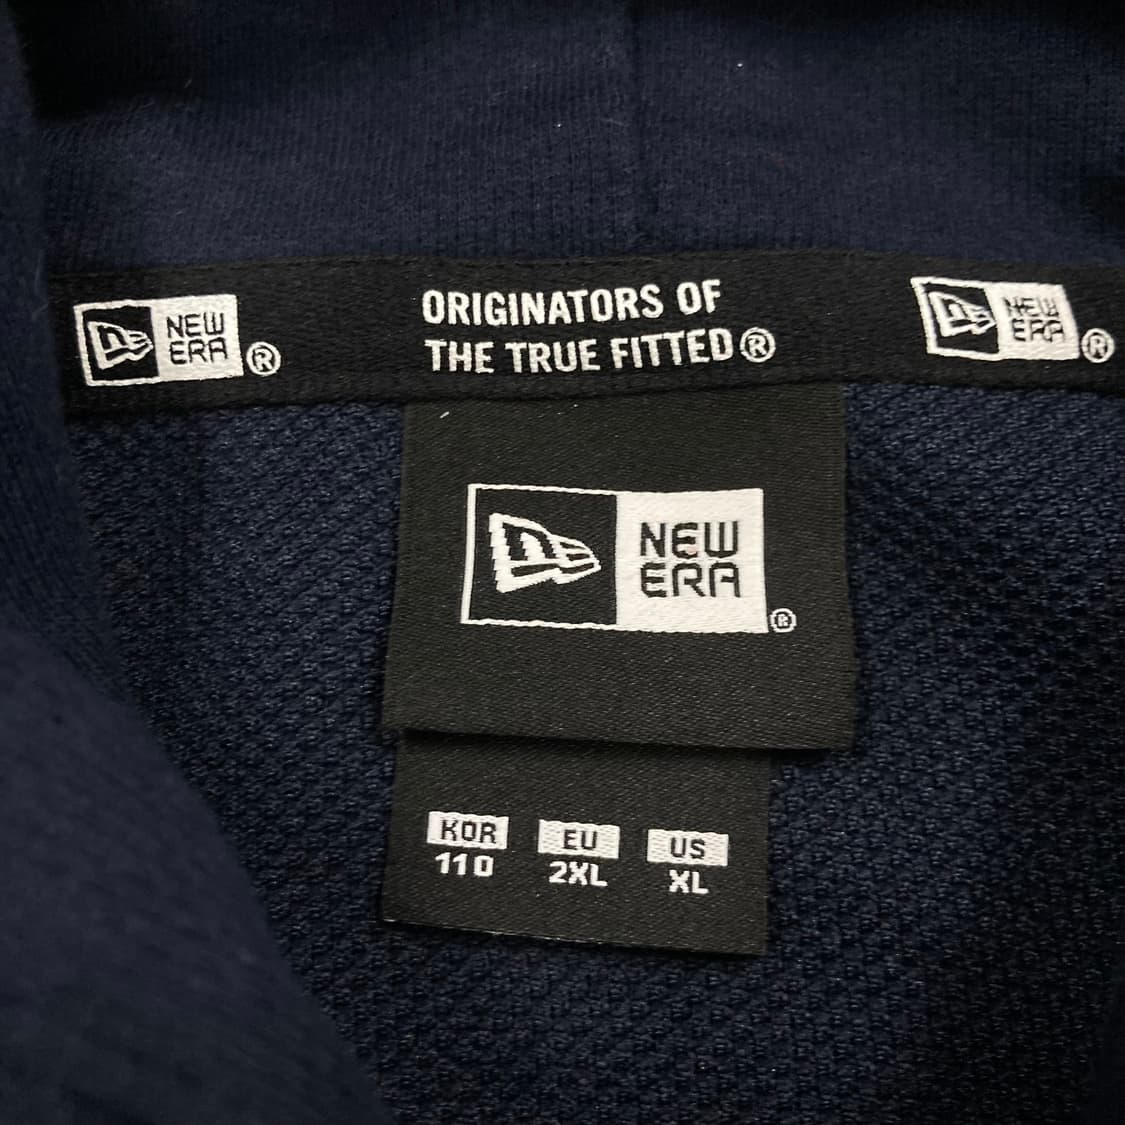 NEW
ERA®
ORIGINATORS OF
THE TRUE FITTED®
NEW
ERA®
NEW
ERA
®
KOR EU US
110 2XL XL